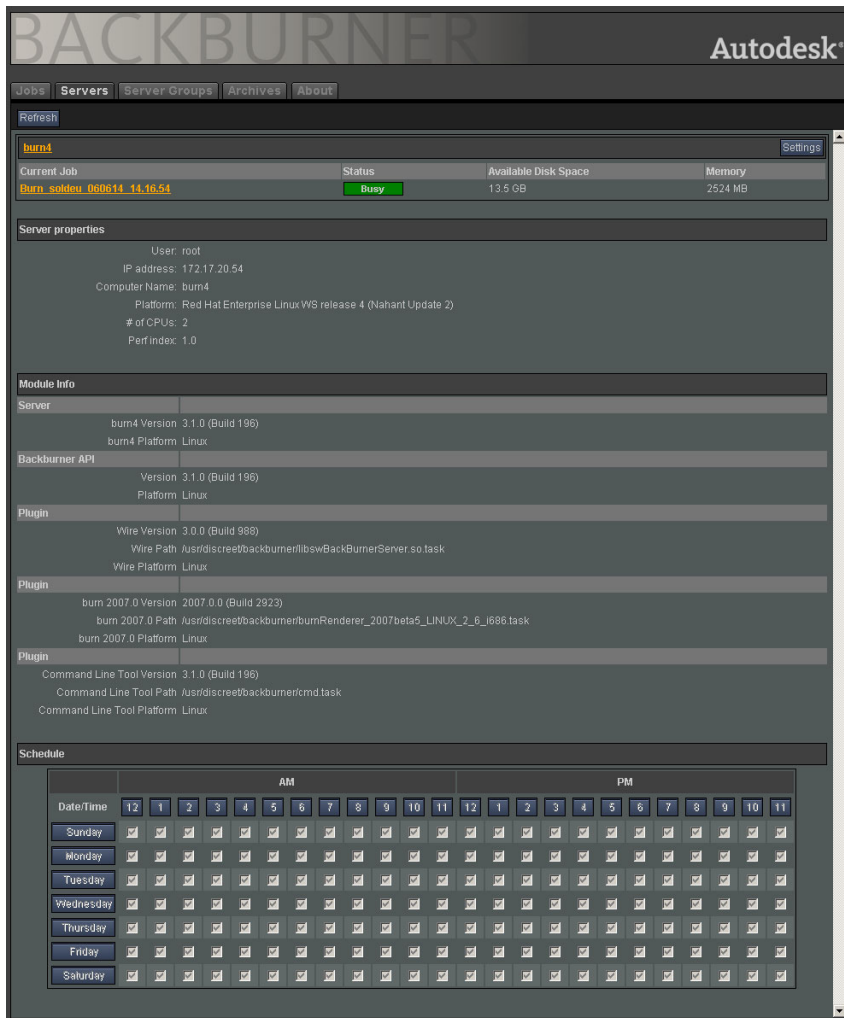 BACKBURNER
Autodesk®
Jobs Servers Server Groups Archives About
Refresh
burn4 Settings
Current Job Status Available Disk Space Memory
Burn_soldeu_060614_14.16.54 Busy 13.5 GB 2524 MB
Server properties
User: root
IP address: 172.17.20.54
Computer Name: burn4
Platform: Red Hat Enterprise Linux WS release 4 (Nahant Update 2)
# of CPUs: 2
Perf index: 1.0
Module Info
Server
burn4 Version 3.1.0 (Build 196)
burn4 Platform Linux
Backburner API
Version 3.1.0 (Build 196)
Platform Linux
Plugin
Wire Version 3.0.0 (Build 988)
Wire Path /usr/discreet/backburner/libswBackBurnerServer.so.task
Wire Platform Linux
Plugin
burn 2007.0 Version 2007.0.0 (Build 2923)
burn 2007.0 Path /usr/discreet/backburner/burnRenderer_2007beta5_LINUX_2_6_i686.task
burn 2007.0 Platform Linux
Plugin
Command Line Tool Version 3.1.0 (Build 196)
Command Line Tool Path /usr/discreet/backburner/cmd.task
Command Line Tool Platform Linux
Schedule
AM PM
Date/Time 12 1 2 3 4 5 6 7 8 9 10 11 12 1 2 3 4 5 6 7 8 9 10 11
Sunday
Monday
Tuesday
Wednesday
Thursday
Friday
Saturday